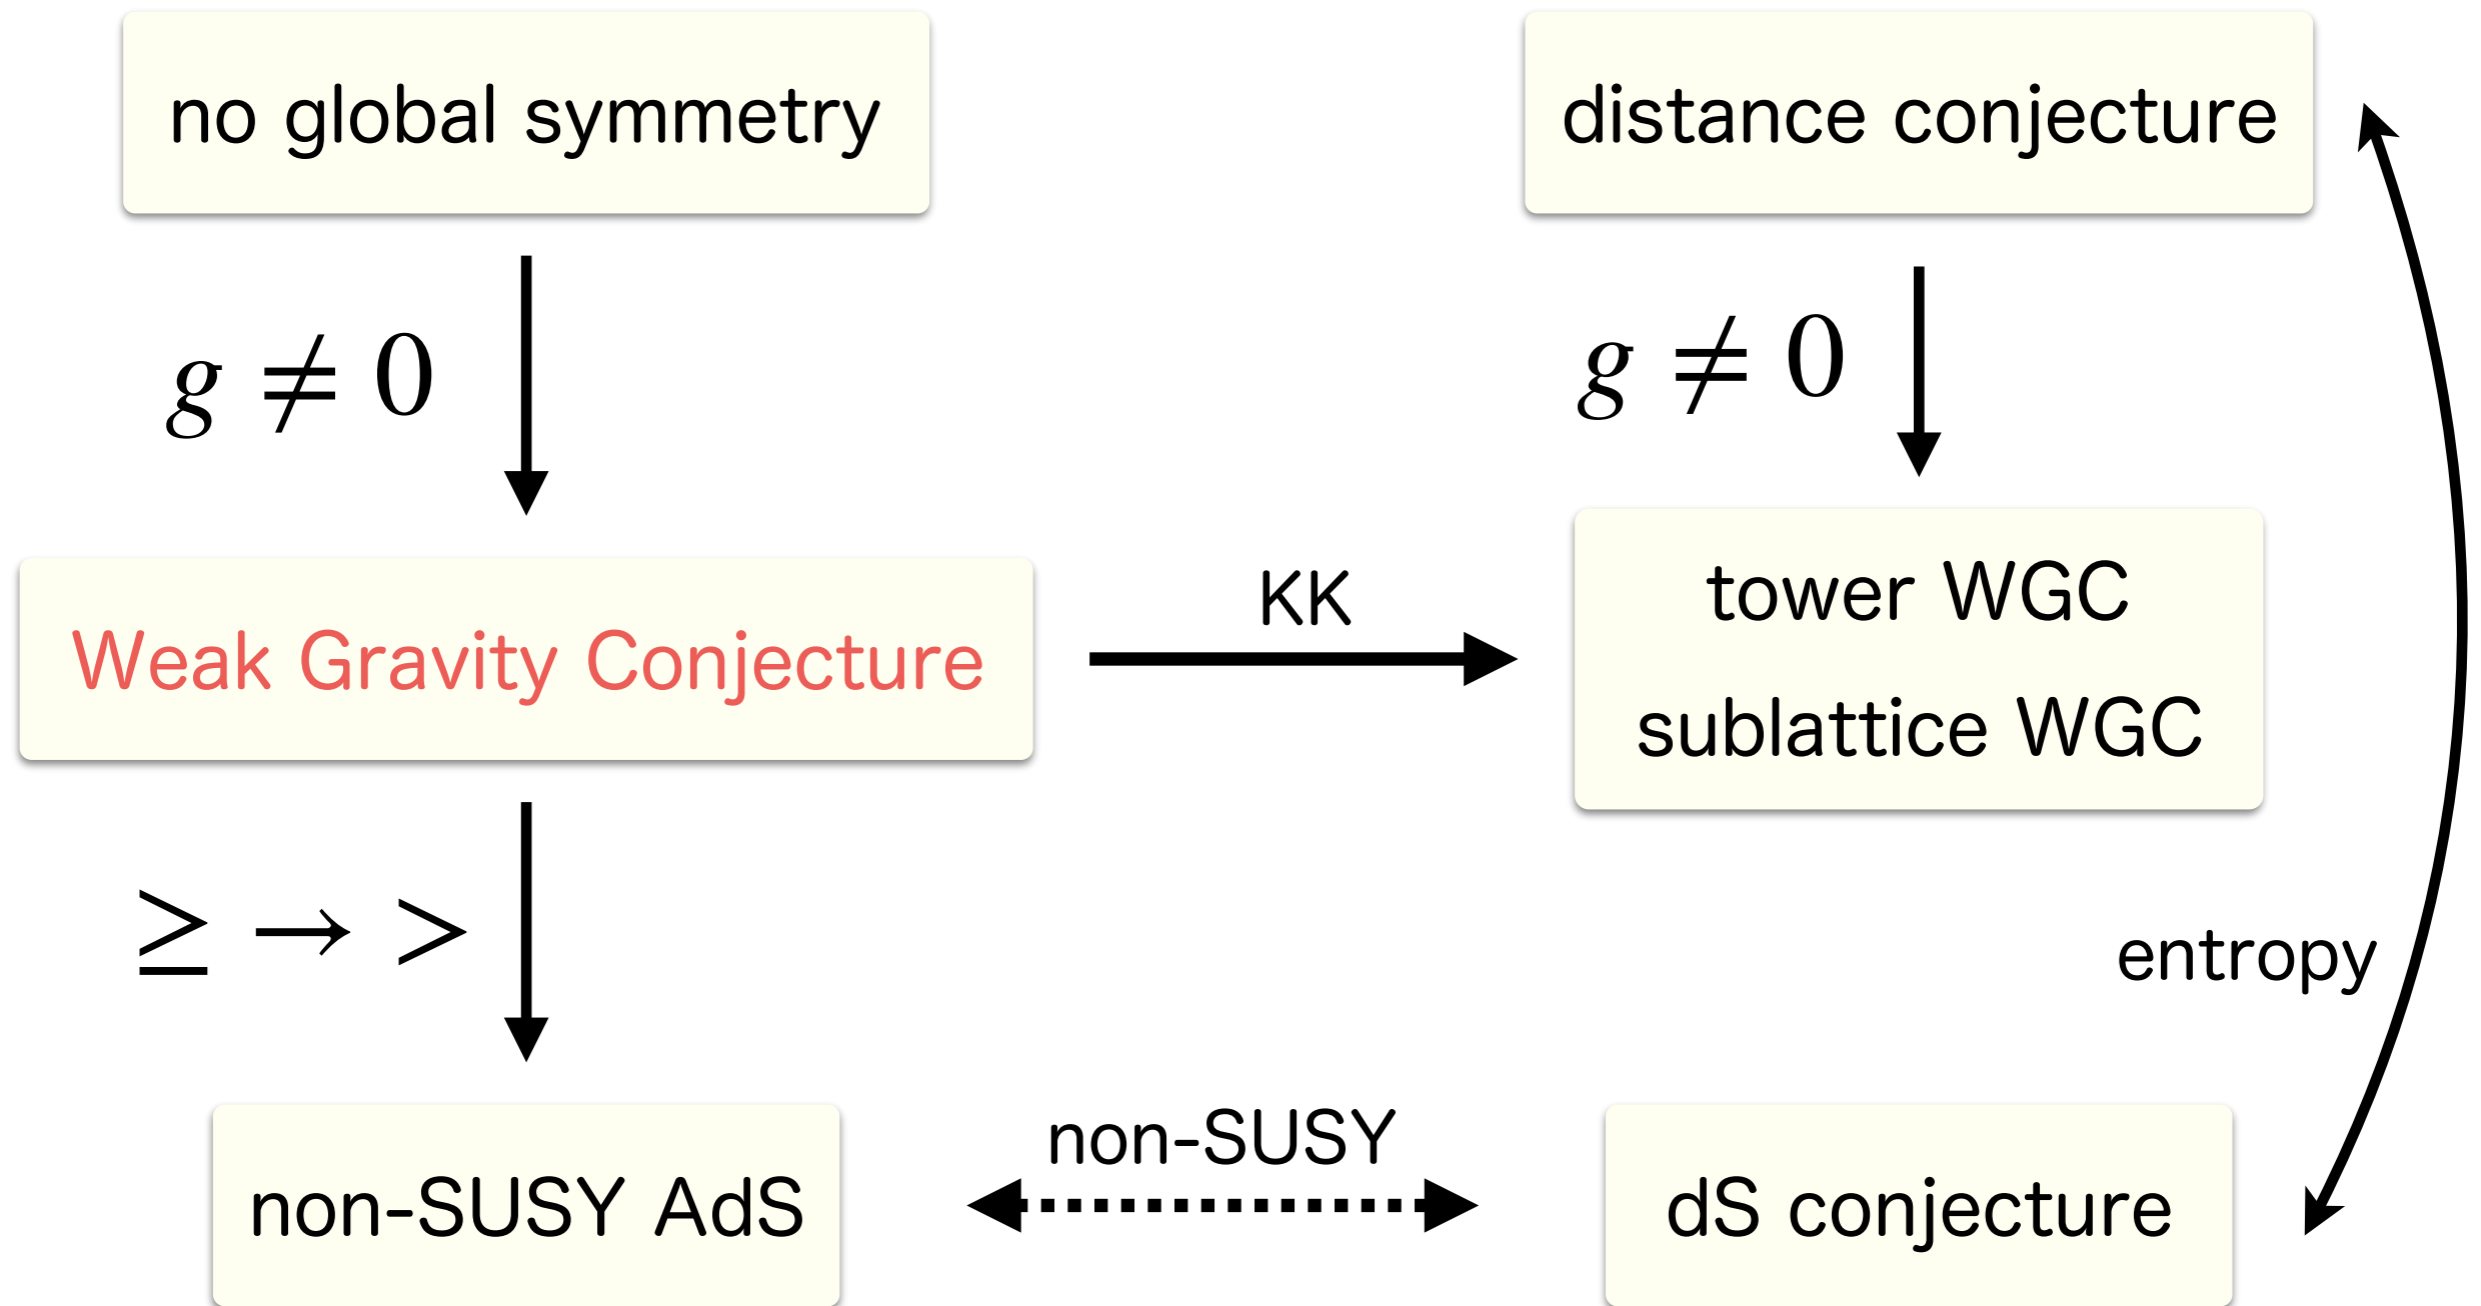 no global symmetry
distance conjecture
g ≠ 0
g ≠ 0
Weak Gravity Conjecture
KK
tower WGC
sublattice WGC
≥ → >
entropy
non-SUSY AdS
non-SUSY
dS conjecture